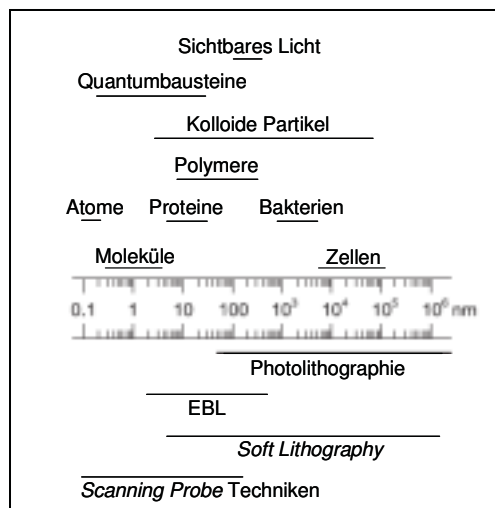 Sichtbares Licht
Quantumbausteine
Kolloide Partikel
Polymere
Atome Proteine Bakterien
Moleküle Zellen
0.1 1 10 100 10³ 10⁴ 10⁵ 10⁶ nm
Photolithographie
EBL
Soft Lithography
Scanning Probe Techniken